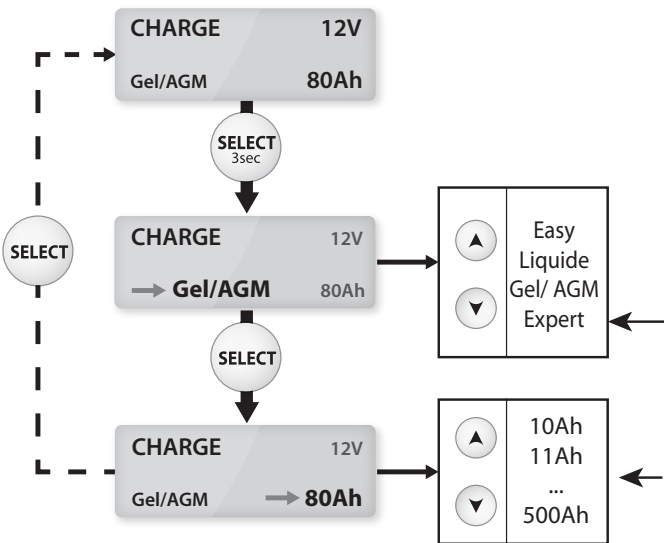 CHARGE 12V
Gel/AGM 80Ah
SELECT
3sec
CHARGE 12V
Gel/AGM 80Ah
Easy
Liquide
Gel/ AGM
Expert
SELECT
SELECT
CHARGE 12V
Gel/AGM 80Ah
10Ah
11Ah
...
500Ah